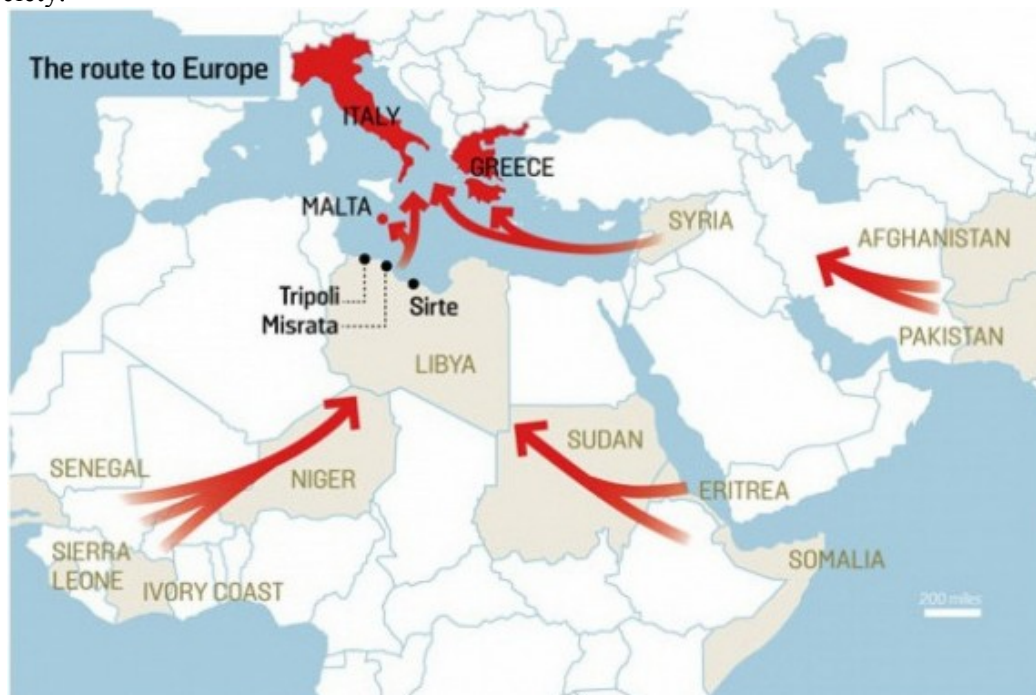 ciety.
The route to Europe
ITALY
GREECE
MALTA
SYRIA
AFGHANISTAN
Tripoli
Misrata
Sirte
PAKISTAN
LIBYA
SENEGAL
NIGER
SUDAN
ERITREA
SIERRA
LEONE
IVORY COAST
SOMALIA
200 miles